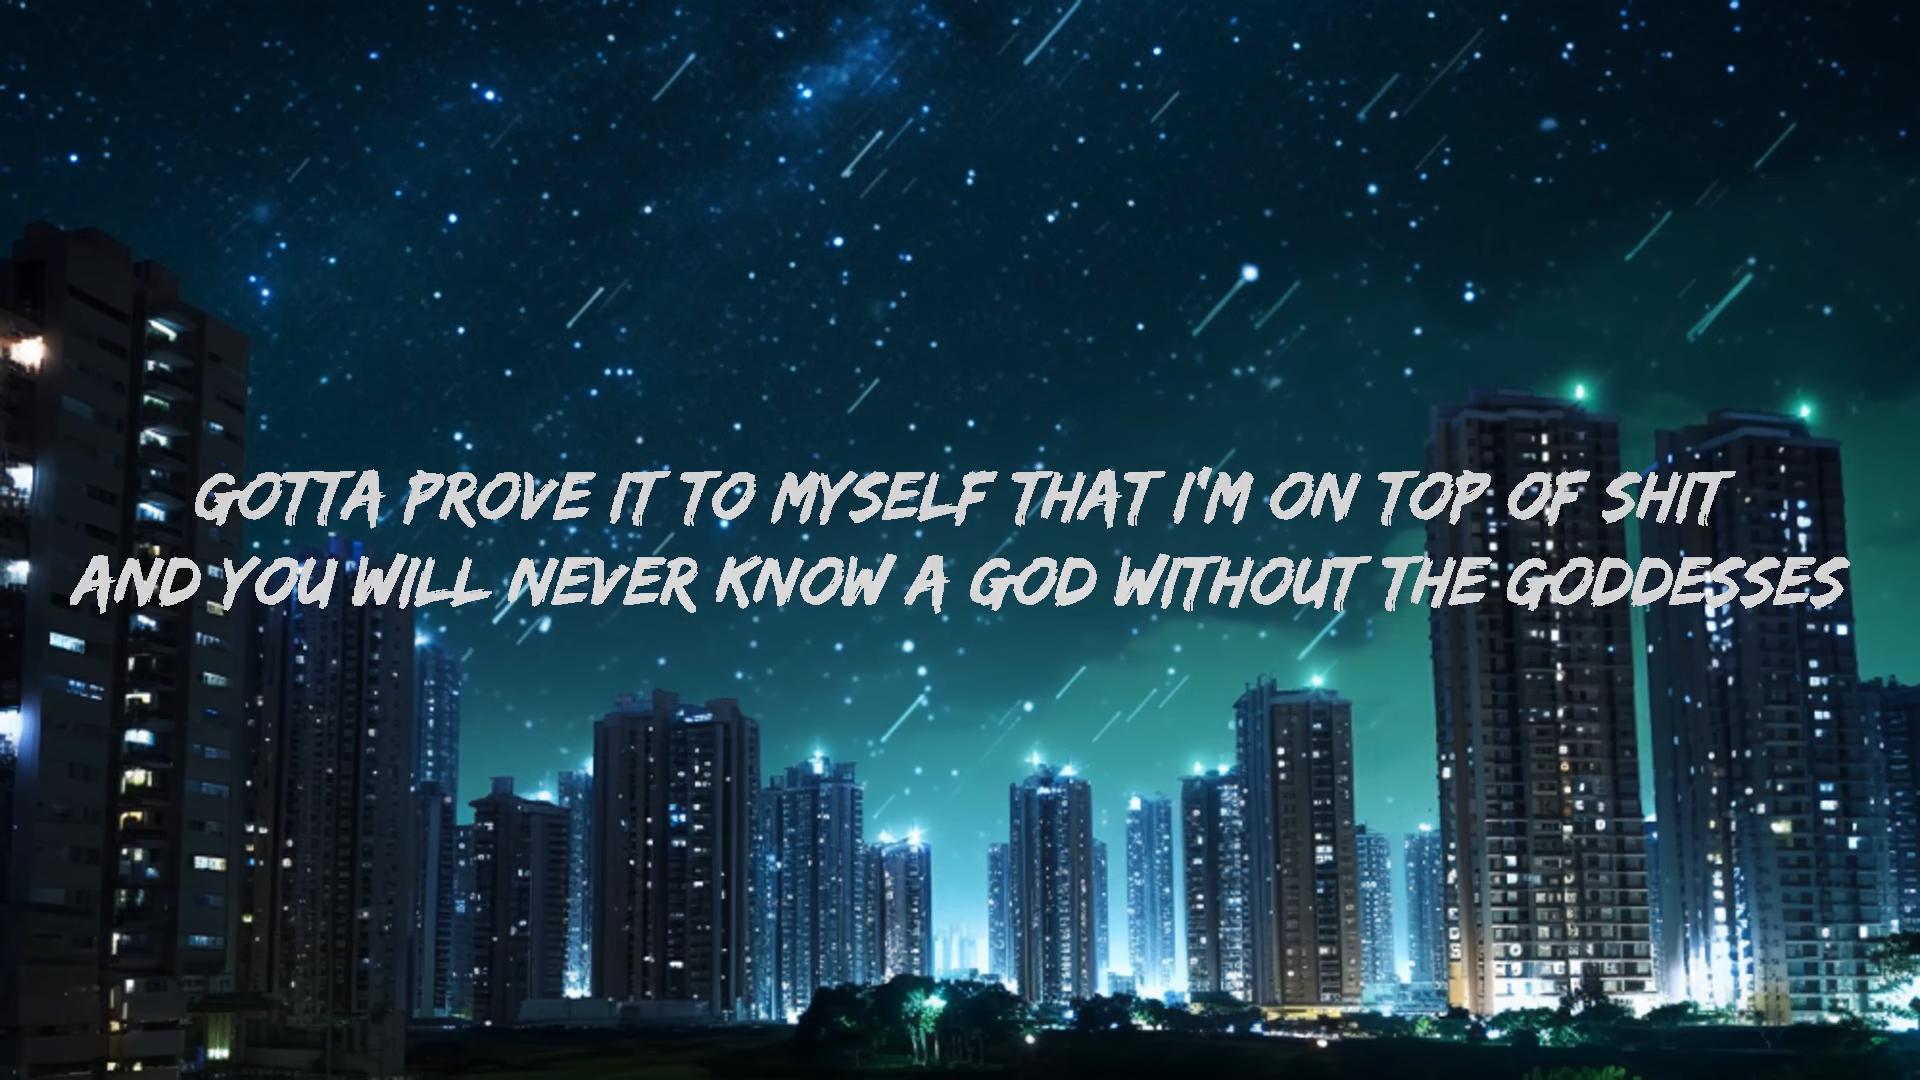 GOTTA PROVE IT TO MYSELF THAT I'M ON TOP OF SHIT
AND YOU WILL NEVER KNOW A GOD WITHOUT THE GODDESSES